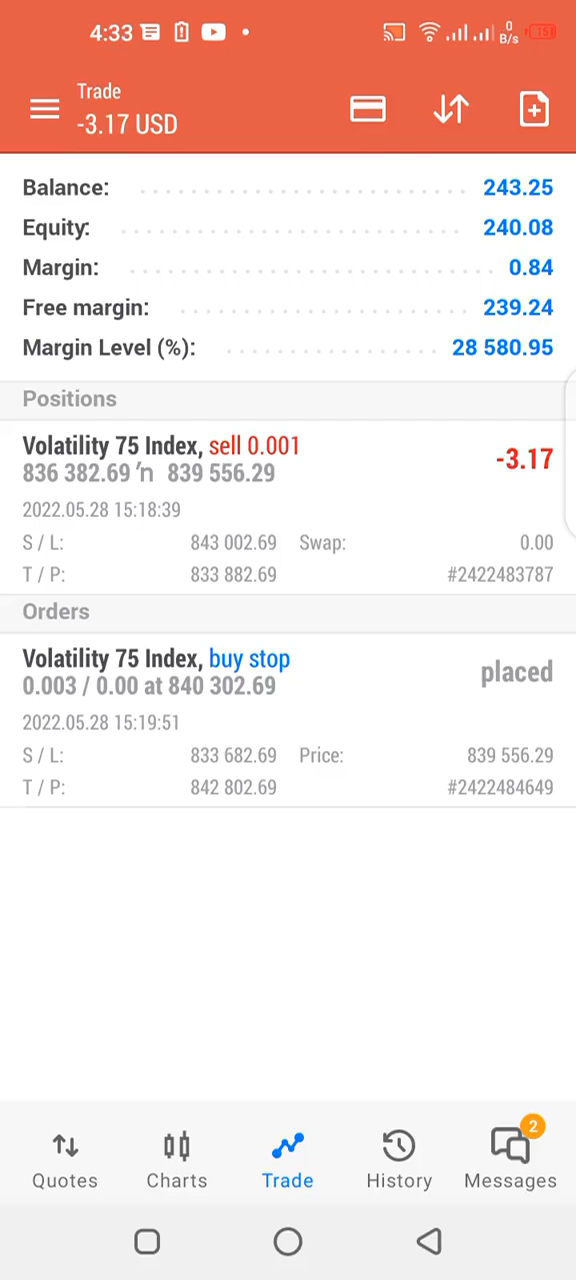 4:33
0 B/s
15
Trade
-3.17 USD
Balance: 243.25
Equity: 240.08
Margin: 0.84
Free margin: 239.24
Margin Level (%): 28 580.95
Positions
Volatility 75 Index, sell 0.001 -3.17
836 382.69 'n 839 556.29
2022.05.28 15:18:39
S / L: 843 002.69 Swap: 0.00
T / P: 833 882.69 #2422483787
Orders
Volatility 75 Index, buy stop placed
0.003 / 0.00 at 840 302.69
2022.05.28 15:19:51
S / L: 833 682.69 Price: 839 556.29
T / P: 842 802.69 #2422484649
2
Quotes Charts Trade History Messages